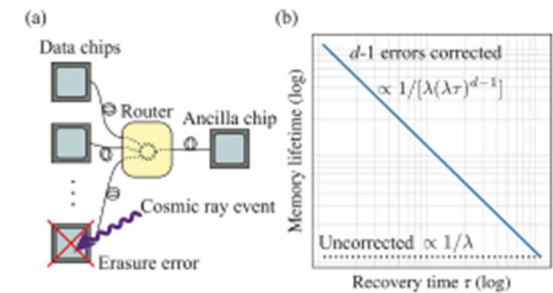 (a)
Data chips
Router
Ancilla chip
⋮
Cosmic ray event
Erasure error
(b)
d-1 errors corrected
∝ 1/[λ(λτ)^{d−1}]
Memory lifetime (log)
Uncorrected ∝ 1/λ
Recovery time τ (log)